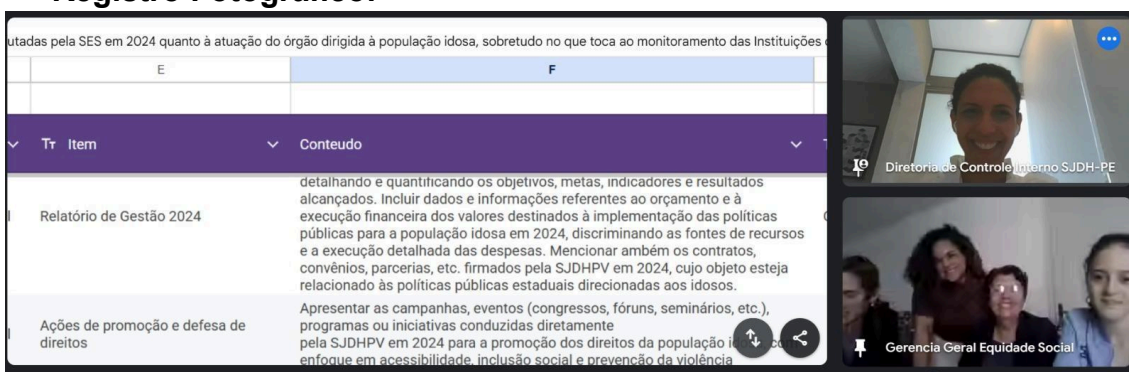 utadas pela SES em 2024 quanto à atuação do órgão dirigida à população idosa, sobretudo no que toca ao monitoramento das Instituições
E
F
Item
Conteudo
Relatório de Gestão 2024
detalhando e quantificando os objetivos, metas, indicadores e resultados
alcançados. Incluir dados e informações referentes ao orçamento e à
execução financeira dos valores destinados à implementação das políticas
públicas para a população idosa em 2024, discriminando as fontes de recursos
e a execução detalhada das despesas. Mencionar ambém os contratos,
convênios, parcerias, etc. firmados pela SJDHPV em 2024, cujo objeto esteja
relacionado às políticas públicas estaduais direcionadas aos idosos.
Ações de promoção e defesa de
direitos
Apresentar as campanhas, eventos (congressos, fóruns, seminários, etc.),
programas ou iniciativas conduzidas diretamente
pela SJDHPV em 2024 para a promoção dos direitos da população
enfoque em acessibilidade, inclusão social e prevenção da violência
Diretoria de Controle Interno SJDH-PE
Gerencia Geral Equidade Social